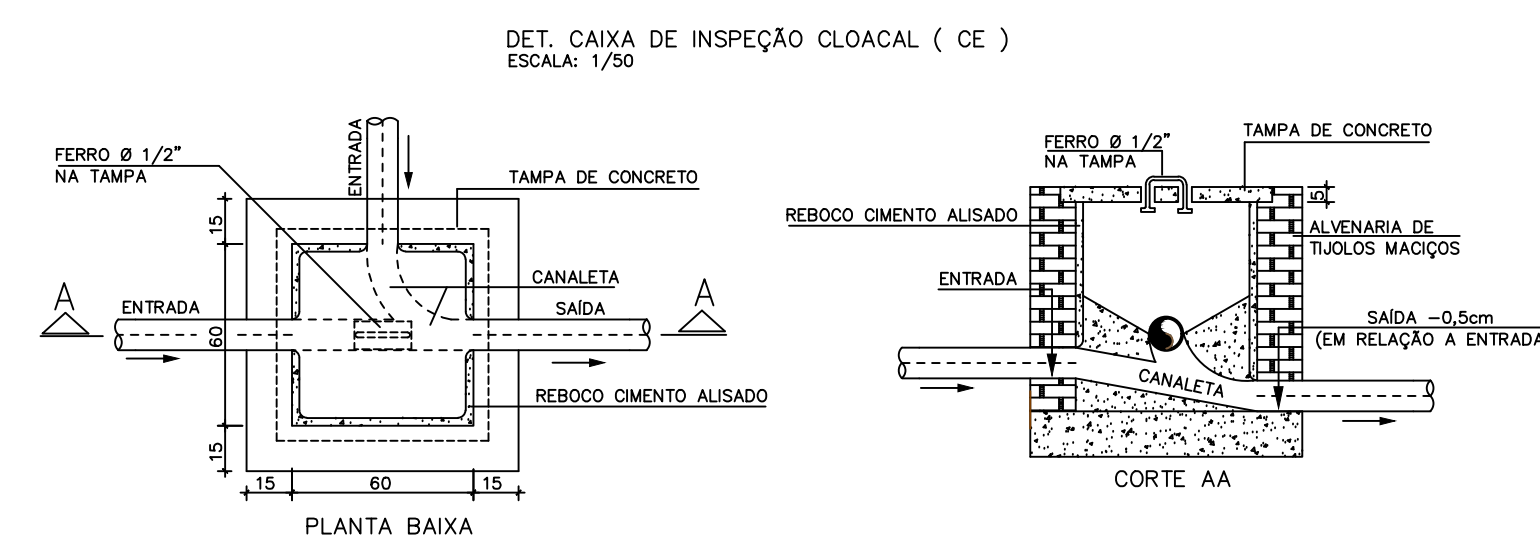 DET. CAIXA DE INSPEÇÃO CLOACAL ( CE )
ESCALA: 1/50
FERRO Ø 1/2"
NA TAMPA
ENTRADA
TAMPA DE CONCRETO
15
60
15
A
ENTRADA
CANALETA
SAÍDA
A
REBOCO CIMENTO ALISADO
15
60
15
PLANTA BAIXA
FERRO Ø 1/2"
NA TAMPA
TAMPA DE CONCRETO
5
REBOCO CIMENTO ALISADO
ALVENARIA DE
TIJOLOS MACIÇOS
ENTRADA
SAÍDA -0,5cm
(EM RELAÇÃO A ENTRADA
CANALETA
CORTE AA